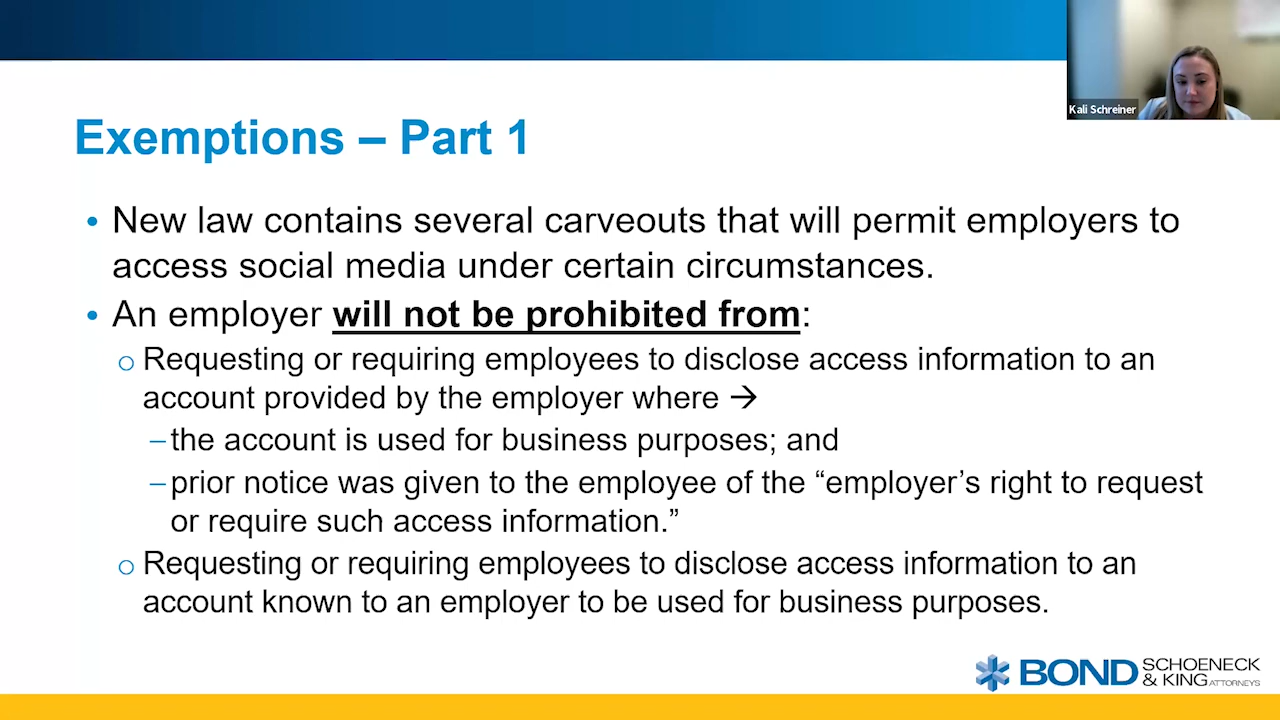 Kali Schreiner
Exemptions – Part 1
• New law contains several carveouts that will permit employers to
access social media under certain circumstances.
• An employer will not be prohibited from:
o Requesting or requiring employees to disclose access information to an
account provided by the employer where →
–the account is used for business purposes; and
–prior notice was given to the employee of the “employer’s right to request
or require such access information.”
o Requesting or requiring employees to disclose access information to an
account known to an employer to be used for business purposes.
BOND SCHOENECK
& KING ATTORNEYS